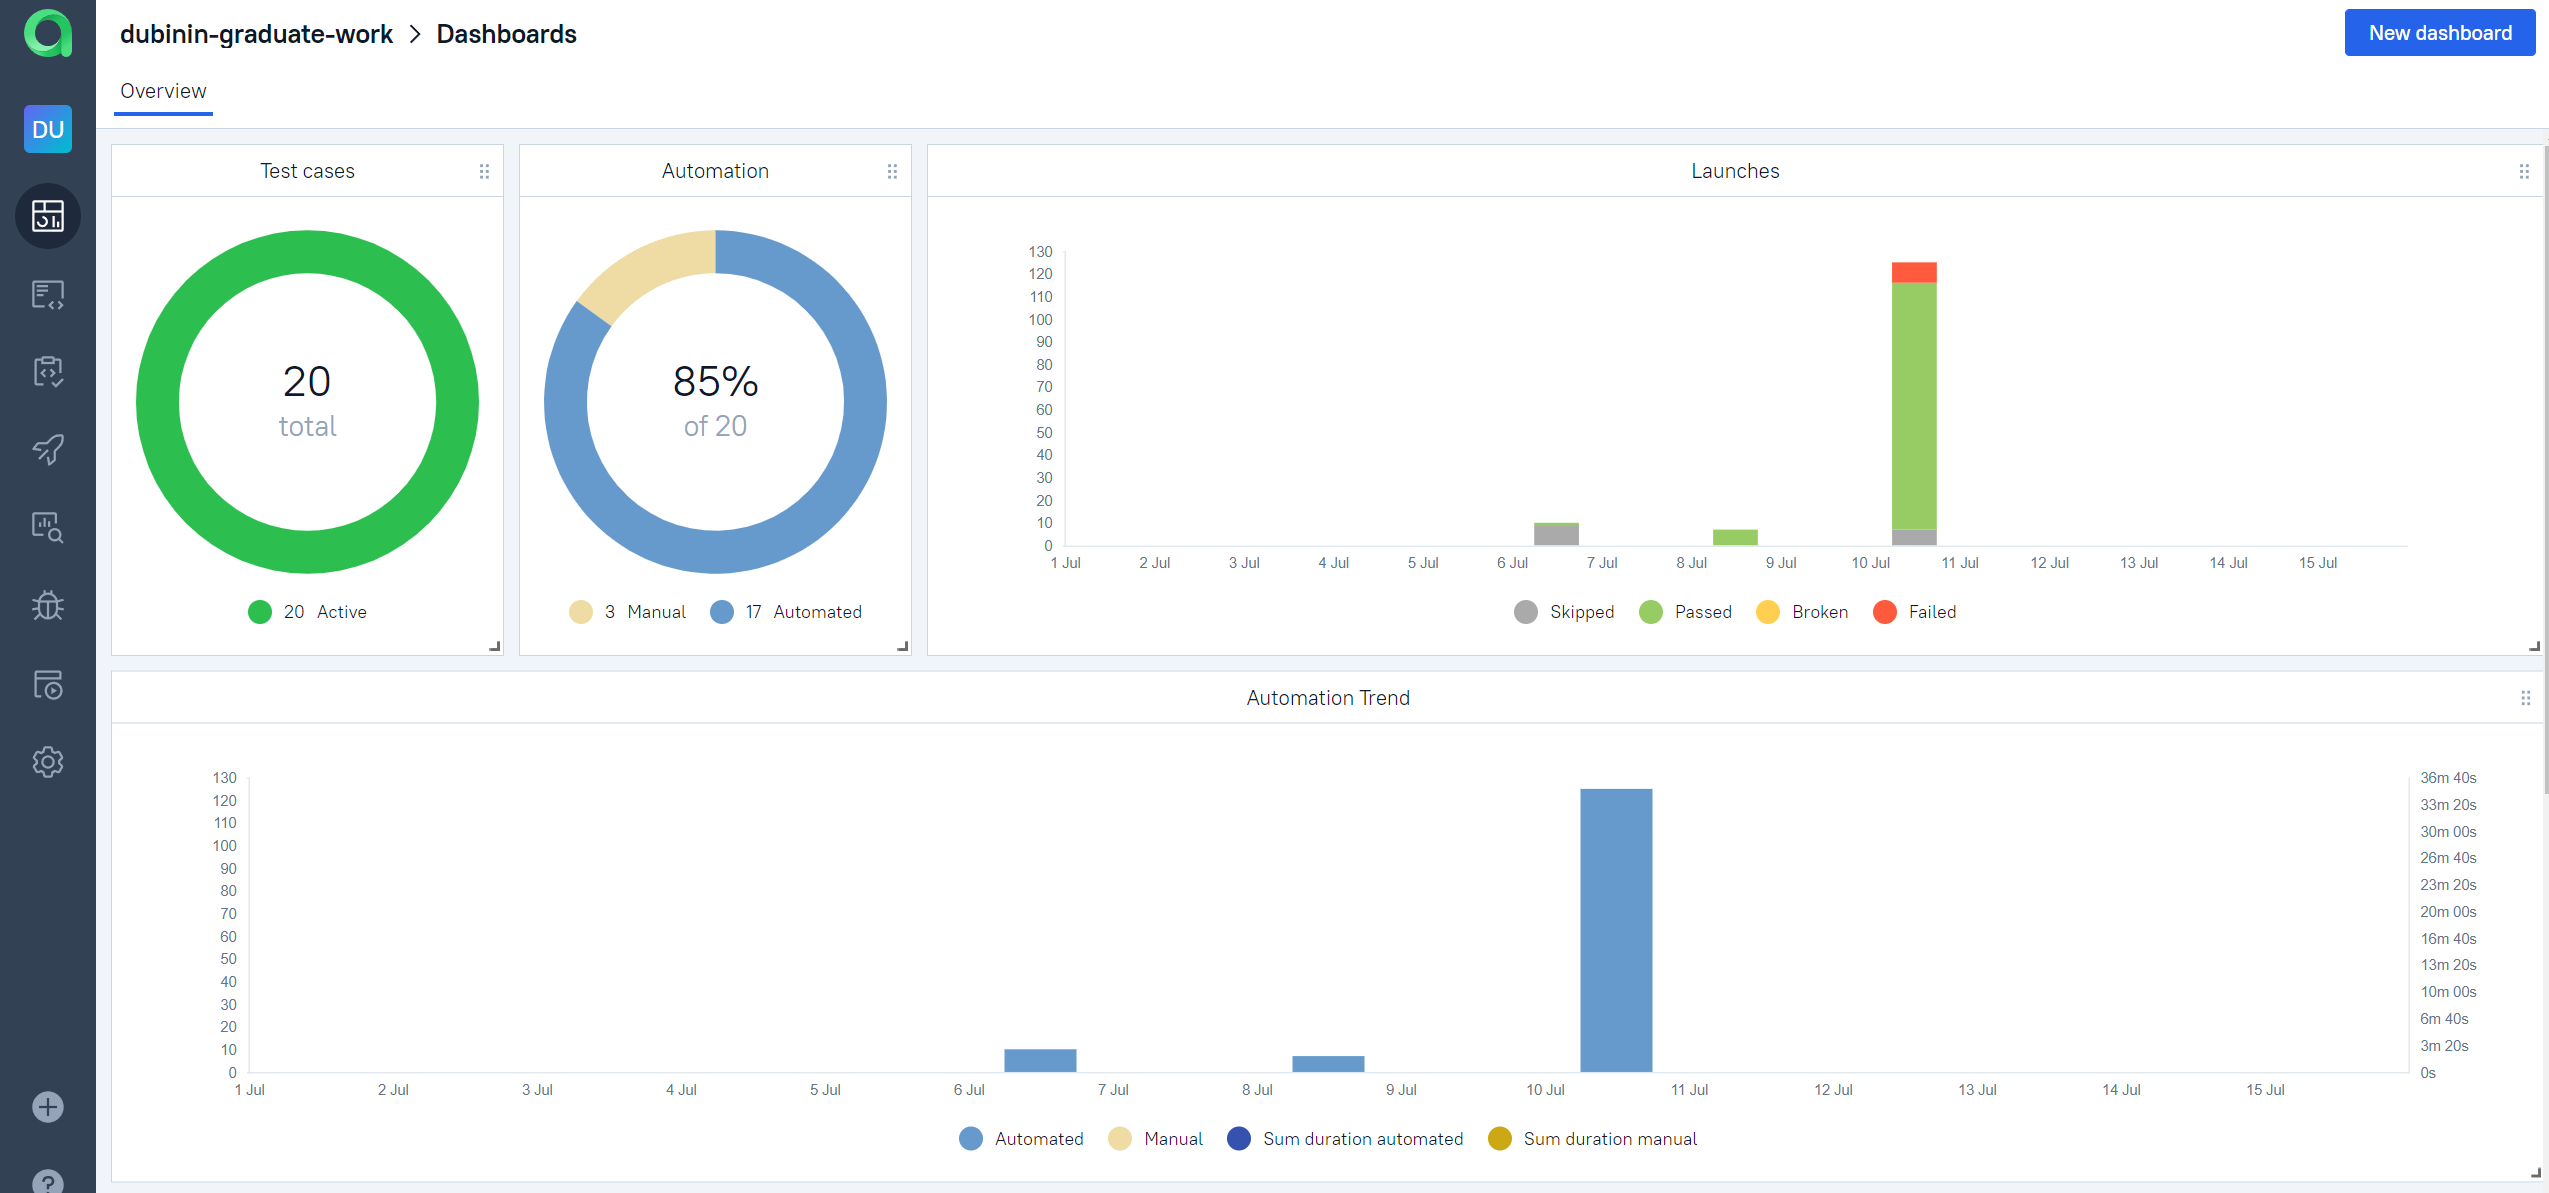 dubinin-graduate-work > Dashboards
New dashboard
Overview
DU
Test cases
20
total
20 Active
Automation
85%
of 20
3 Manual 17 Automated
Launches
130
120
110
100
90
80
70
60
50
40
30
20
10
0
1 Jul 2 Jul 3 Jul 4 Jul 5 Jul 6 Jul 7 Jul 8 Jul 9 Jul 10 Jul 11 Jul 12 Jul 13 Jul 14 Jul 15 Jul
Skipped Passed Broken Failed
Automation Trend
130
120
110
100
90
80
70
60
50
40
30
20
10
0
36m 40s
33m 20s
30m 00s
26m 40s
23m 20s
20m 00s
16m 40s
13m 20s
10m 00s
6m 40s
3m 20s
0s
1 Jul 2 Jul 3 Jul 4 Jul 5 Jul 6 Jul 7 Jul 8 Jul 9 Jul 10 Jul 11 Jul 12 Jul 13 Jul 14 Jul 15 Jul
Automated Manual Sum duration automated Sum duration manual
?